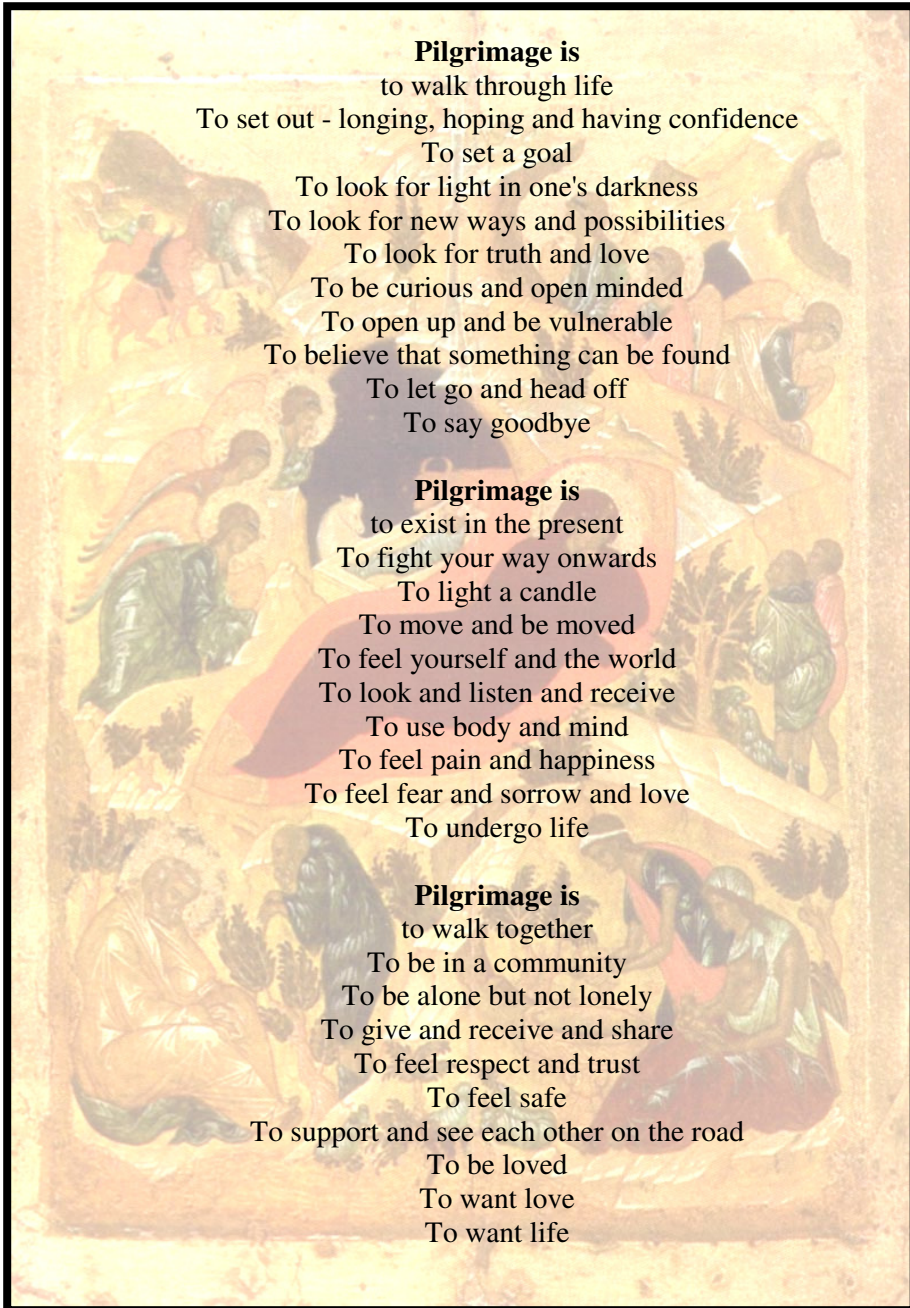 Pilgrimage is
to walk through life
To set out - longing, hoping and having confidence
To set a goal
To look for light in one's darkness
To look for new ways and possibilities
To look for truth and love
To be curious and open minded
To open up and be vulnerable
To believe that something can be found
To let go and head off
To say goodbye
Pilgrimage is
to exist in the present
To fight your way onwards
To light a candle
To move and be moved
To feel yourself and the world
To look and listen and receive
To use body and mind
To feel pain and happiness
To feel fear and sorrow and love
To undergo life
Pilgrimage is
to walk together
To be in a community
To be alone but not lonely
To give and receive and share
To feel respect and trust
To feel safe
To support and see each other on the road
To be loved
To want love
To want life